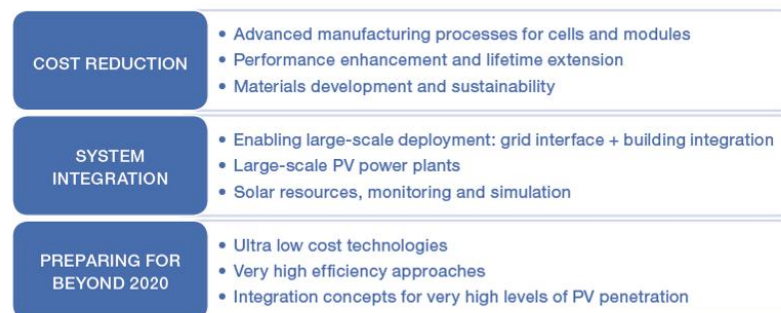 COST REDUCTION
• Advanced manufacturing processes for cells and modules
• Performance enhancement and lifetime extension
• Materials development and sustainability
SYSTEM
INTEGRATION
• Enabling large-scale deployment: grid interface + building integration
• Large-scale PV power plants
• Solar resources, monitoring and simulation
PREPARING FOR
BEYOND 2020
• Ultra low cost technologies
• Very high efficiency approaches
• Integration concepts for very high levels of PV penetration